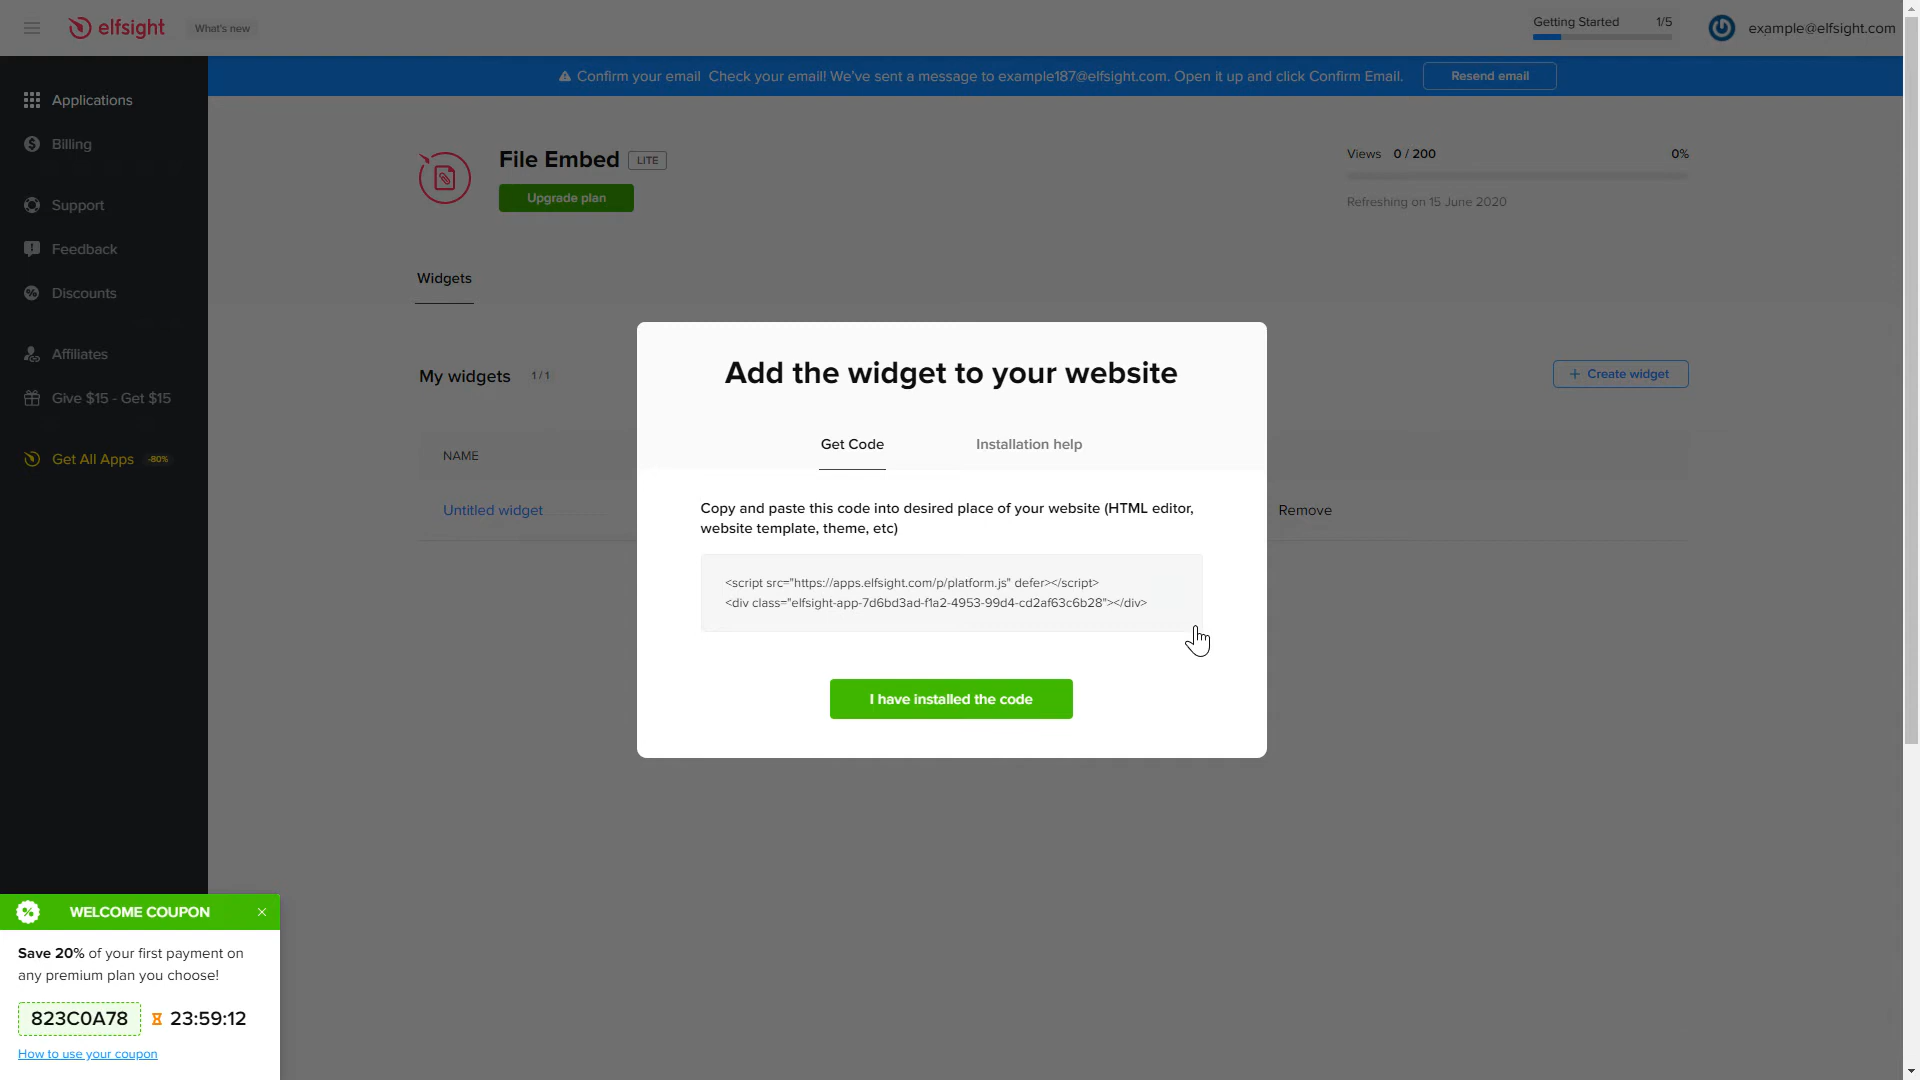 elfsight
What's new
Getting Started 1/5
example@elfsight.com
Confirm your email Check your email! We've sent a message to example187@elfsight.com. Open it up and click Confirm Email.
Resend email
Applications
Billing
Support
Feedback
Discounts
Affiliates
Give $15 - Get $15
Get All Apps -80%
File Embed LITE
Upgrade plan
Views 0 / 200 0%
Refreshing on 15 June 2020
Widgets
My widgets 1 / 1
+ Create widget
NAME
Untitled widget
Remove
Add the widget to your website
Get Code Installation help
Copy and paste this code into desired place of your website (HTML editor,
website template, theme, etc)
<script src="https://apps.elfsight.com/p/platform.js" defer></script>
<div class="elfsight-app-7d6bd3ad-f1a2-4953-99d4-cd2af63c6b28"></div>
I have installed the code
WELCOME COUPON
Save 20% of your first payment on
any premium plan you choose!
823C0A78 23:59:12
How to use your coupon